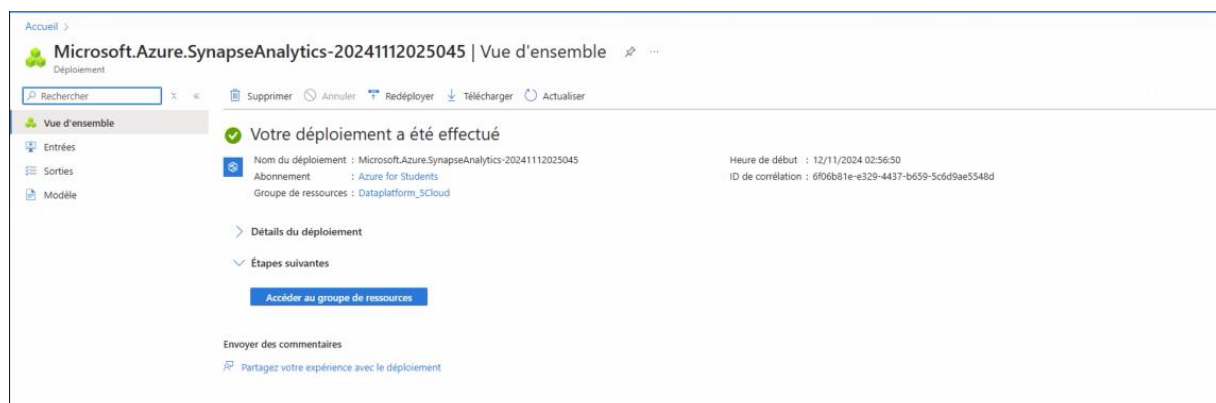 Accueil >
Microsoft.Azure.SynapseAnalytics-20241112025045 | Vue d'ensemble
Déploiement
Rechercher
Supprimer Annuler Redéployer Télécharger Actualiser
Vue d'ensemble
Entrées
Sorties
Modèle
Votre déploiement a été effectué
Nom du déploiement : Microsoft.Azure.SynapseAnalytics-20241112025045
Abonnement : Azure for Students
Groupe de ressources : Dataplatform_5Cloud
Heure de début : 12/11/2024 02:56:50
ID de corrélation : 6f06b81e-e329-4437-b659-5c6d9ae5548d
Détails du déploiement
Étapes suivantes
Accéder au groupe de ressources
Envoyer des commentaires
Partagez votre expérience avec le déploiement